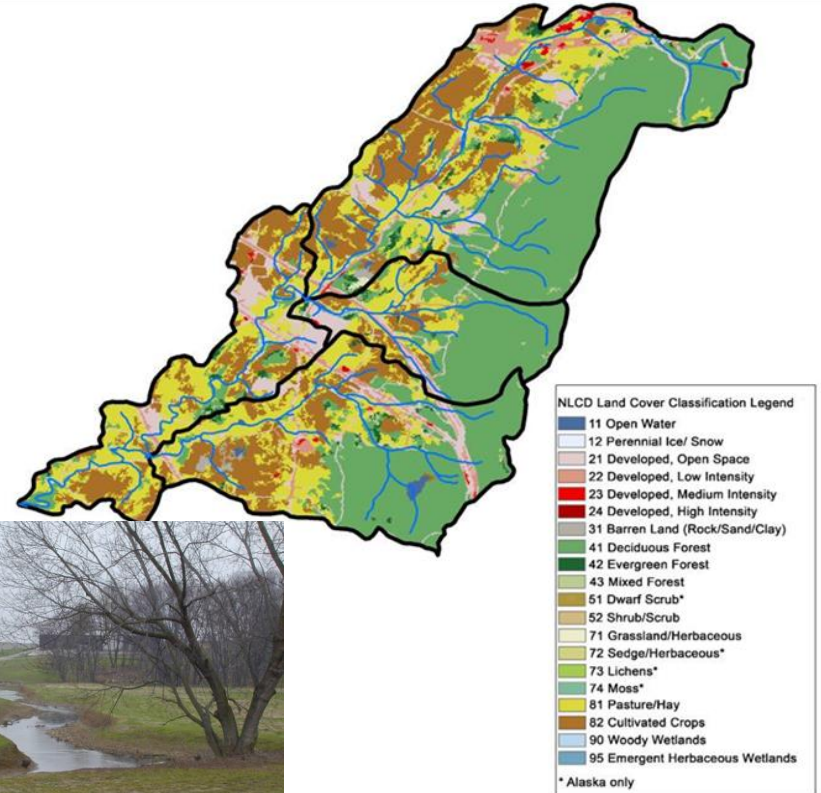 NLCD Land Cover Classification Legend
11 Open Water
12 Perennial Ice/ Snow
21 Developed, Open Space
22 Developed, Low Intensity
23 Developed, Medium Intensity
24 Developed, High Intensity
31 Barren Land (Rock/Sand/Clay)
41 Deciduous Forest
42 Evergreen Forest
43 Mixed Forest
51 Dwarf Scrub*
52 Shrub/Scrub
71 Grassland/Herbaceous
72 Sedge/Herbaceous*
73 Lichens*
74 Moss*
81 Pasture/Hay
82 Cultivated Crops
90 Woody Wetlands
95 Emergent Herbaceous Wetlands
* Alaska only